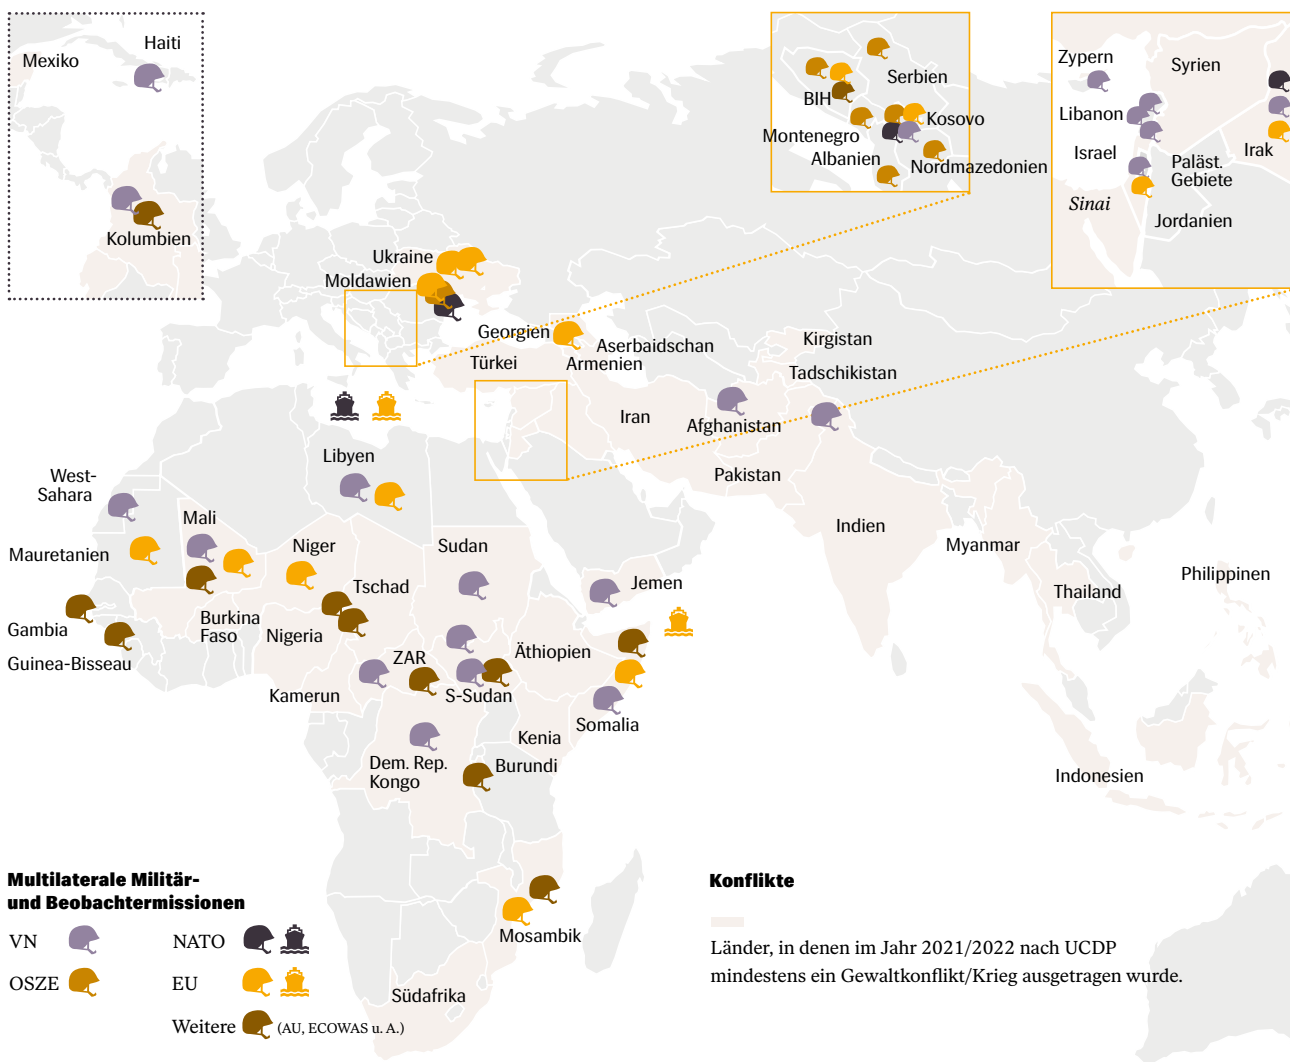 Haiti
Mexiko
Kolumbien
Serbien
BIH
Kosovo
Montenegro
Albanien
Nordmazedonien
Zypern
Syrien
Libanon
Israel
Irak
Paläst.
Gebiete
Sinai
Jordanien
Ukraine
Moldawien
Georgien
Aserbaidschan
Armenien
Türkei
Kirgistan
Tadschikistan
Iran
Afghanistan
Pakistan
Indien
Myanmar
Thailand
Philippinen
Indonesien
Libyen
West-
Sahara
Mali
Mauretanien
Niger
Sudan
Jemen
Tschad
Gambia
Burkina
Faso
Nigeria
Guinea-Bissau
ZAR
Äthiopien
Kamerun
S-Sudan
Somalia
Kenia
Dem. Rep.
Kongo
Burundi
Mosambik
Südafrika
Multilaterale Militär-
und Beobachtermissionen
VN
NATO
OSZE
EU
Weitere (AU, ECOWAS u. A.)
Konflikte
Länder, in denen im Jahr 2021/2022 nach UCDP
mindestens ein Gewaltkonflikt/Krieg ausgetragen wurde.